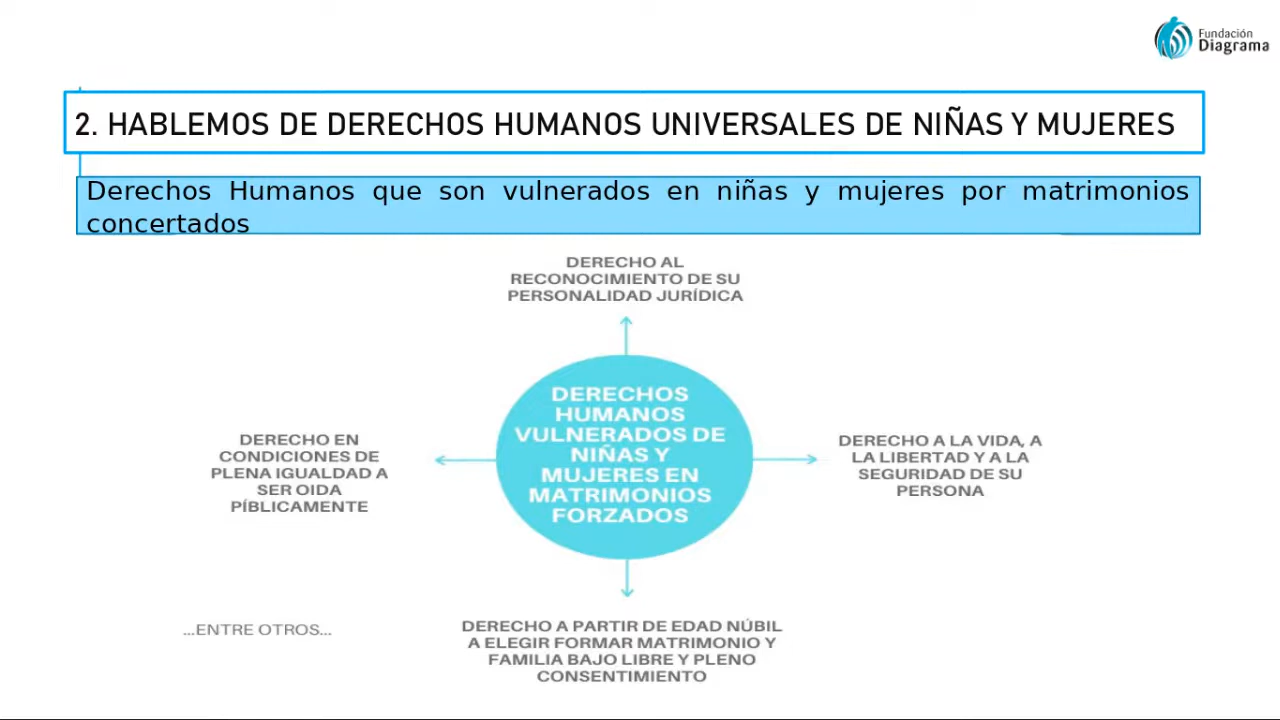 Fundación
Diagrama
2. HABLEMOS DE DERECHOS HUMANOS UNIVERSALES DE NIÑAS Y MUJERES
Derechos Humanos que son vulnerados en niñas y mujeres por matrimonios
concertados
DERECHO AL
RECONOCIMIENTO DE SU
PERSONALIDAD JURÍDICA
DERECHO EN
CONDICIONES DE
PLENA IGUALDAD A
SER OIDA
PÍBLICAMENTE
DERECHOS
HUMANOS
VULNERADOS DE
NIÑAS Y
MUJERES EN
MATRIMONIOS
FORZADOS
DERECHO A LA VIDA, A
LA LIBERTAD Y A LA
SEGURIDAD DE SU
PERSONA
...ENTRE OTROS...
DERECHO A PARTIR DE EDAD NÚBIL
A ELEGIR FORMAR MATRIMONIO Y
FAMILIA BAJO LIBRE Y PLENO
CONSENTIMIENTO